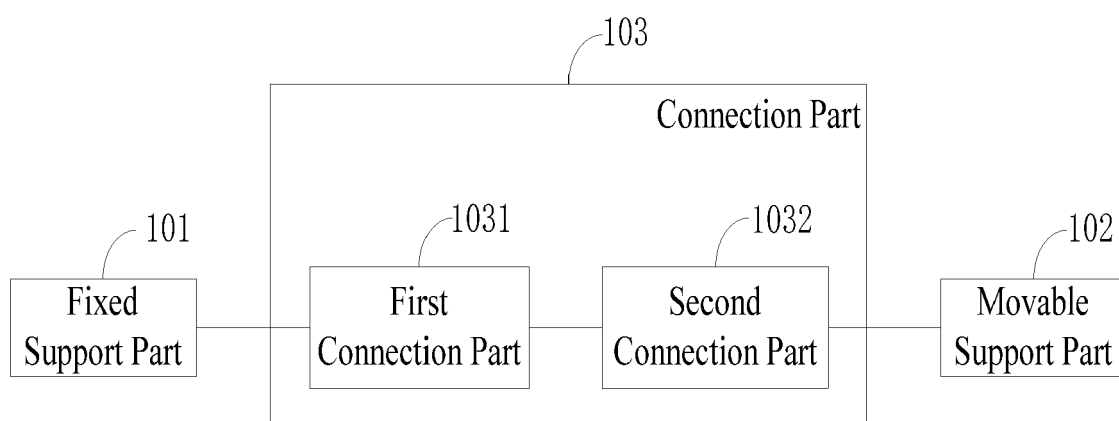 103
Connection Part
101
1031
1032
102
Fixed
Support Part
First
Connection Part
Second
Connection Part
Movable
Support Part